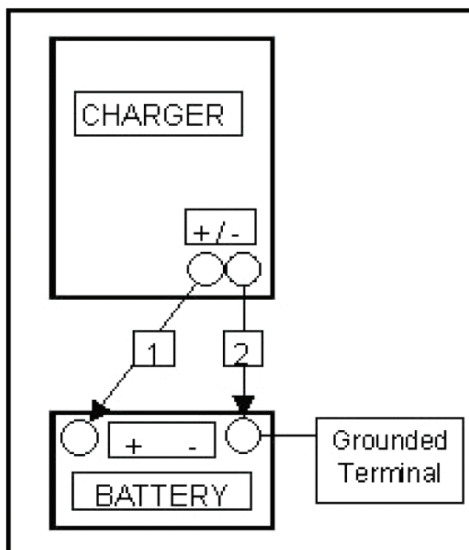 CHARGER
+/-
1
2
+ -
Grounded
Terminal
BATTERY